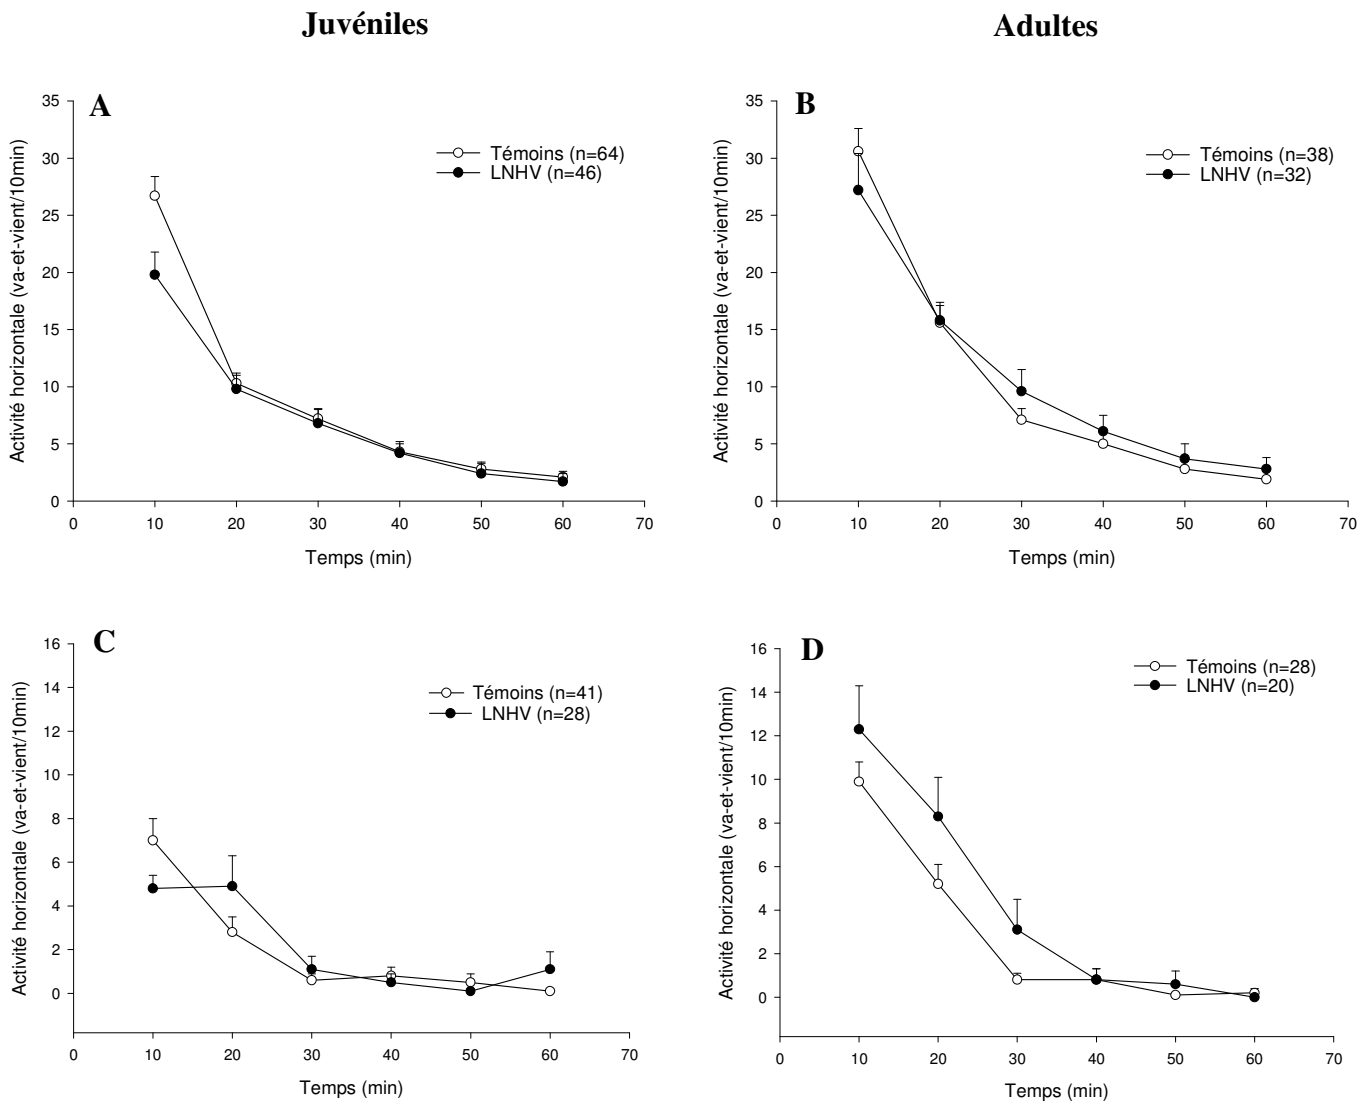 Juvéniles
Adultes
A
Activité horizontale (va-et-vient/10min)
35
30
25
20
15
10
5
0
Témoins (n=64)
LNHV (n=46)
0 10 20 30 40 50 60 70
Temps (min)
B
Activité horizontale (va-et-vient/10min)
35
30
25
20
15
10
5
0
Témoins (n=38)
LNHV (n=32)
0 10 20 30 40 50 60 70
Temps (min)
C
Activité horizontale (va-et-vient/10min)
16
14
12
10
8
6
4
2
0
Témoins (n=41)
LNHV (n=28)
0 10 20 30 40 50 60 70
Temps (min)
D
Activité horizontale (va-et-vient/10min)
16
14
12
10
8
6
4
2
0
Témoins (n=28)
LNHV (n=20)
0 10 20 30 40 50 60 70
Temps (min)